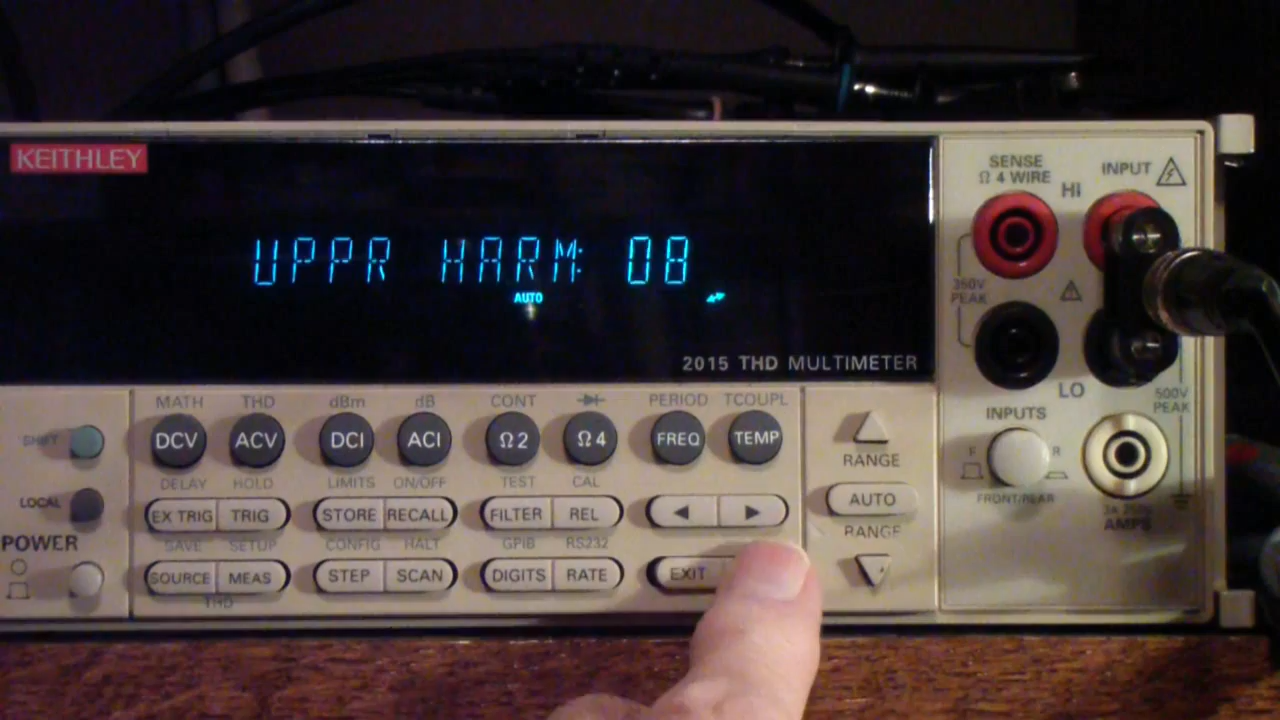 KEITHLEY
UPPR HARM: 08
AUTO
2015 THD MULTIMETER
SENSE
Ω 4 WIRE
INPUT
HI
350V
PEAK
LO
500V
PEAK
INPUTS
F
R
FRONT/REAR
3A 250V
AMPS
MATH THD dBm dB CONT PERIOD TCOUPL
SHIFT DCV ACV DCI ACI Ω2 Ω4 FREQ TEMP
RANGE
DELAY HOLD LIMITS ON/OFF TEST CAL
LOCAL EX TRIG TRIG STORE RECALL FILTER REL ◀ ▶ AUTO
RANGE
POWER SAVE SETUP CONFIG HALT GPIB RS232
SOURCE MEAS STEP SCAN DIGITS RATE EXIT
THD